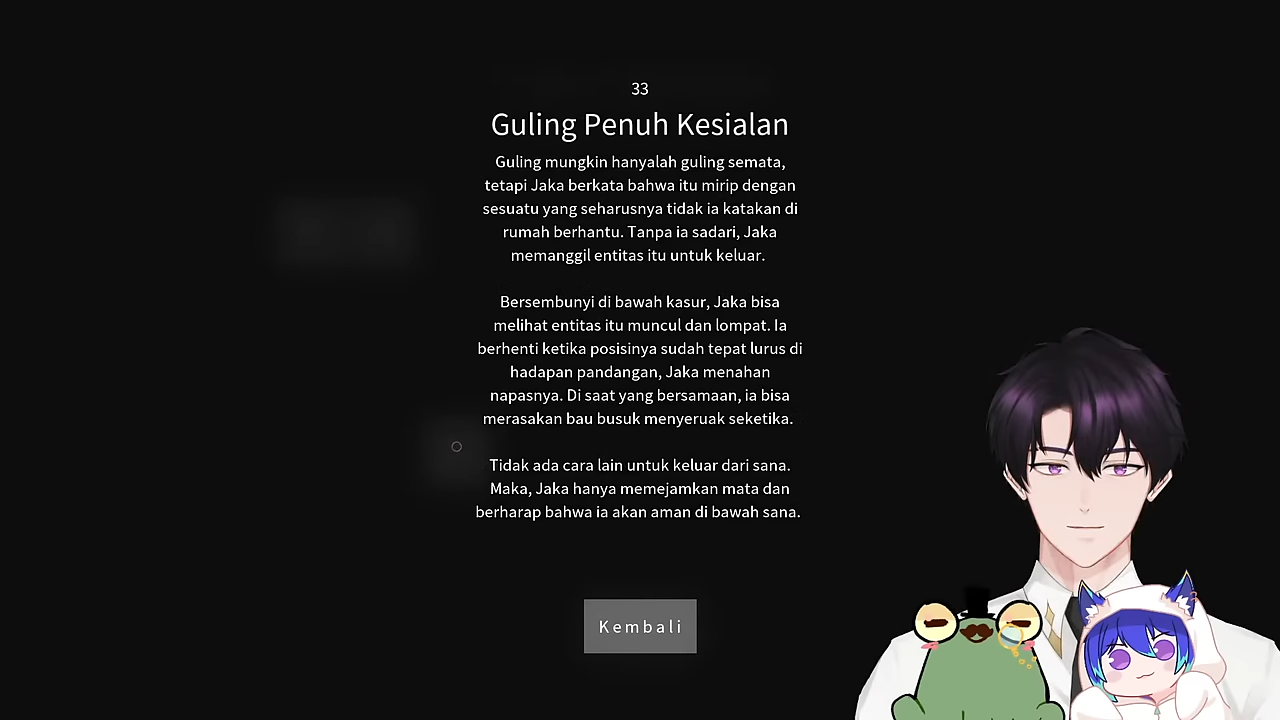 33
Guling Penuh Kesialan
Guling mungkin hanyalah guling semata,
tetapi Jaka berkata bahwa itu mirip dengan
sesuatu yang seharusnya tidak ia katakan di
rumah berhantu. Tanpa ia sadari, Jaka
memanggil entitas itu untuk keluar.
Bersembunyi di bawah kasur, Jaka bisa
melihat entitas itu muncul dan lompat. Ia
berhenti ketika posisinya sudah tepat lurus di
hadapan pandangan, Jaka menahan
napasnya. Di saat yang bersamaan, ia bisa
merasakan bau busuk menyeruak seketika.
Tidak ada cara lain untuk keluar dari sana.
Maka, Jaka hanya memejamkan mata dan
berharap bahwa ia akan aman di bawah sana.
Kembali